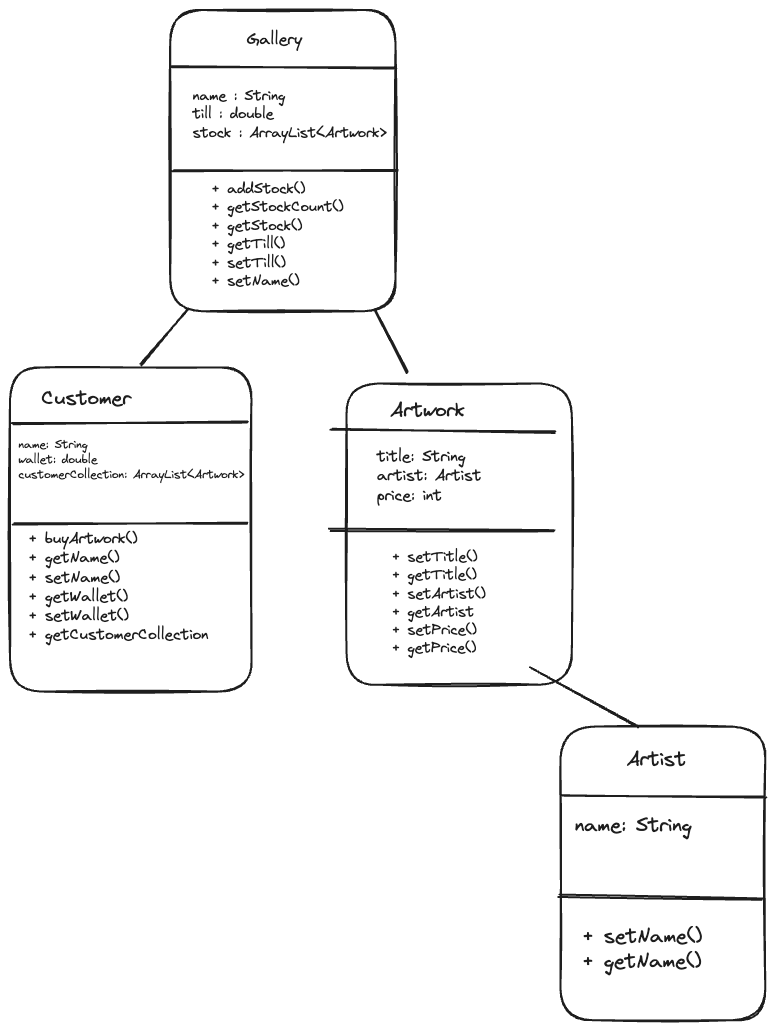 Gallery
name : String
till : double
stock : ArrayList<Artwork>
+ addStock()
+ getStockCount()
+ getStock()
+ getTill()
+ setTill()
+ setName()
Customer
name: String
wallet: double
customerCollection: ArrayList<Artwork>
+ buyArtwork()
+ getName()
+ setName()
+ getWallet()
+ setWallet()
+ getCustomerCollection
Artwork
title: String
artist: Artist
price: int
+ setTitle()
+ getTitle()
+ setArtist()
+ getArtist
+ setPrice()
+ getPrice()
Artist
name: String
+ setName()
+ getName()